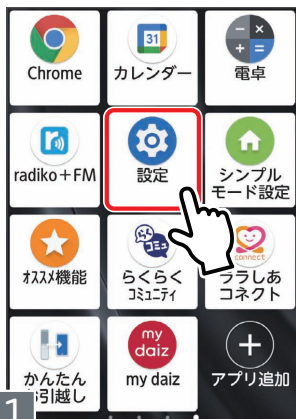 31
Chrome
カレンダー
電卓
radiko+FM
設定
シンプル
モード設定
オススメ機能
らくらく
コミュ
らくらく
コミュニティ
connect
ララしあ
コネクト
かんたん
お引越し
my
daiz
my daiz
アプリ追加
1